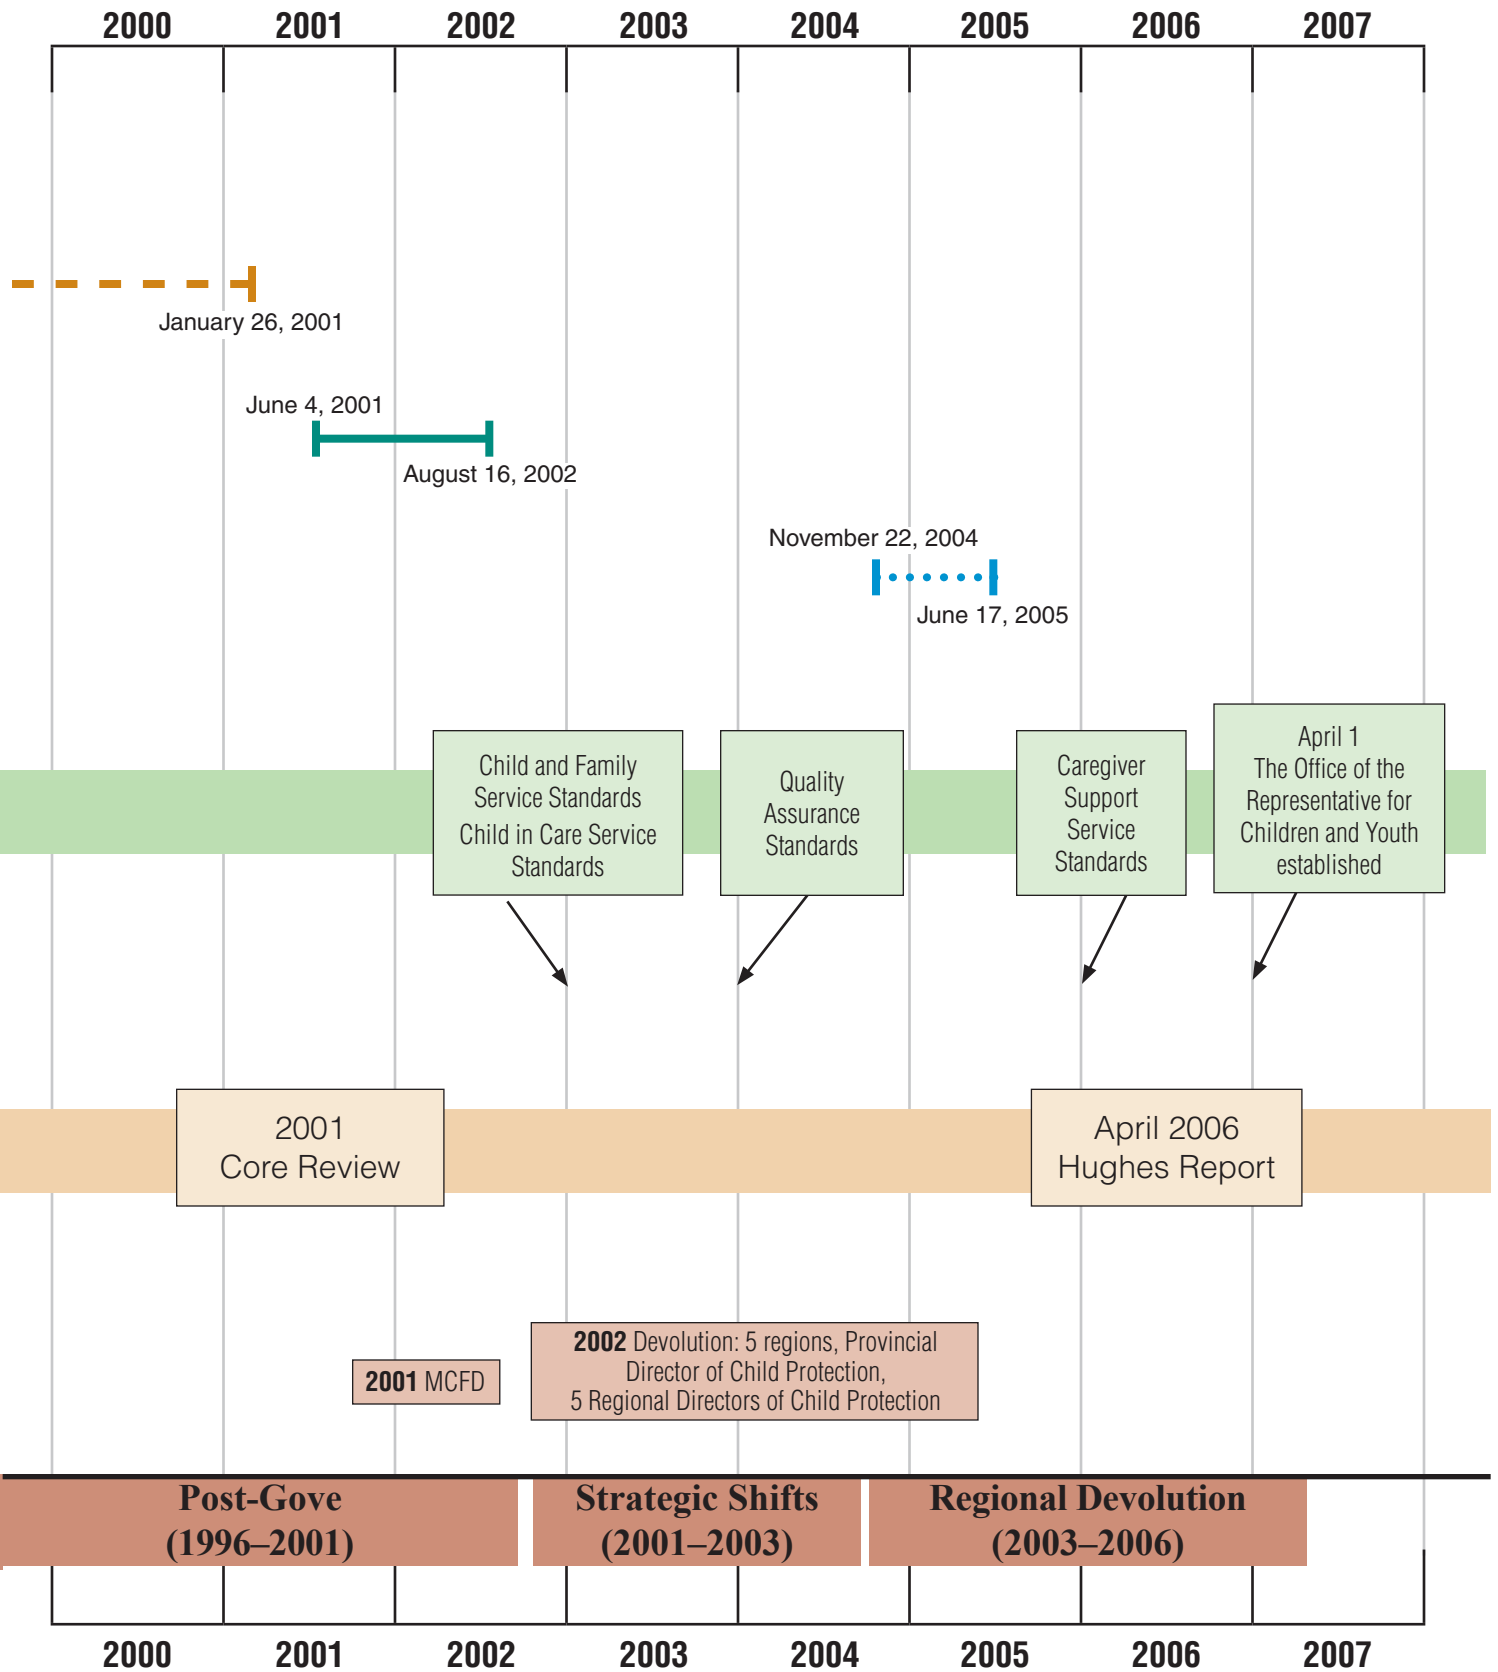 2000 2001 2002 2003 2004 2005 2006 2007
January 26, 2001
June 4, 2001
August 16, 2002
November 22, 2004
June 17, 2005
Child and Family
Service Standards
Child in Care Service
Standards
Quality
Assurance
Standards
Caregiver
Support
Service
Standards
April 1
The Office of the
Representative for
Children and Youth
established
2001
Core Review
April 2006
Hughes Report
2001 MCFD
2002 Devolution: 5 regions, Provincial
Director of Child Protection,
5 Regional Directors of Child Protection
Post-Gove
(1996–2001)
Strategic Shifts
(2001–2003)
Regional Devolution
(2003–2006)
2000 2001 2002 2003 2004 2005 2006 2007